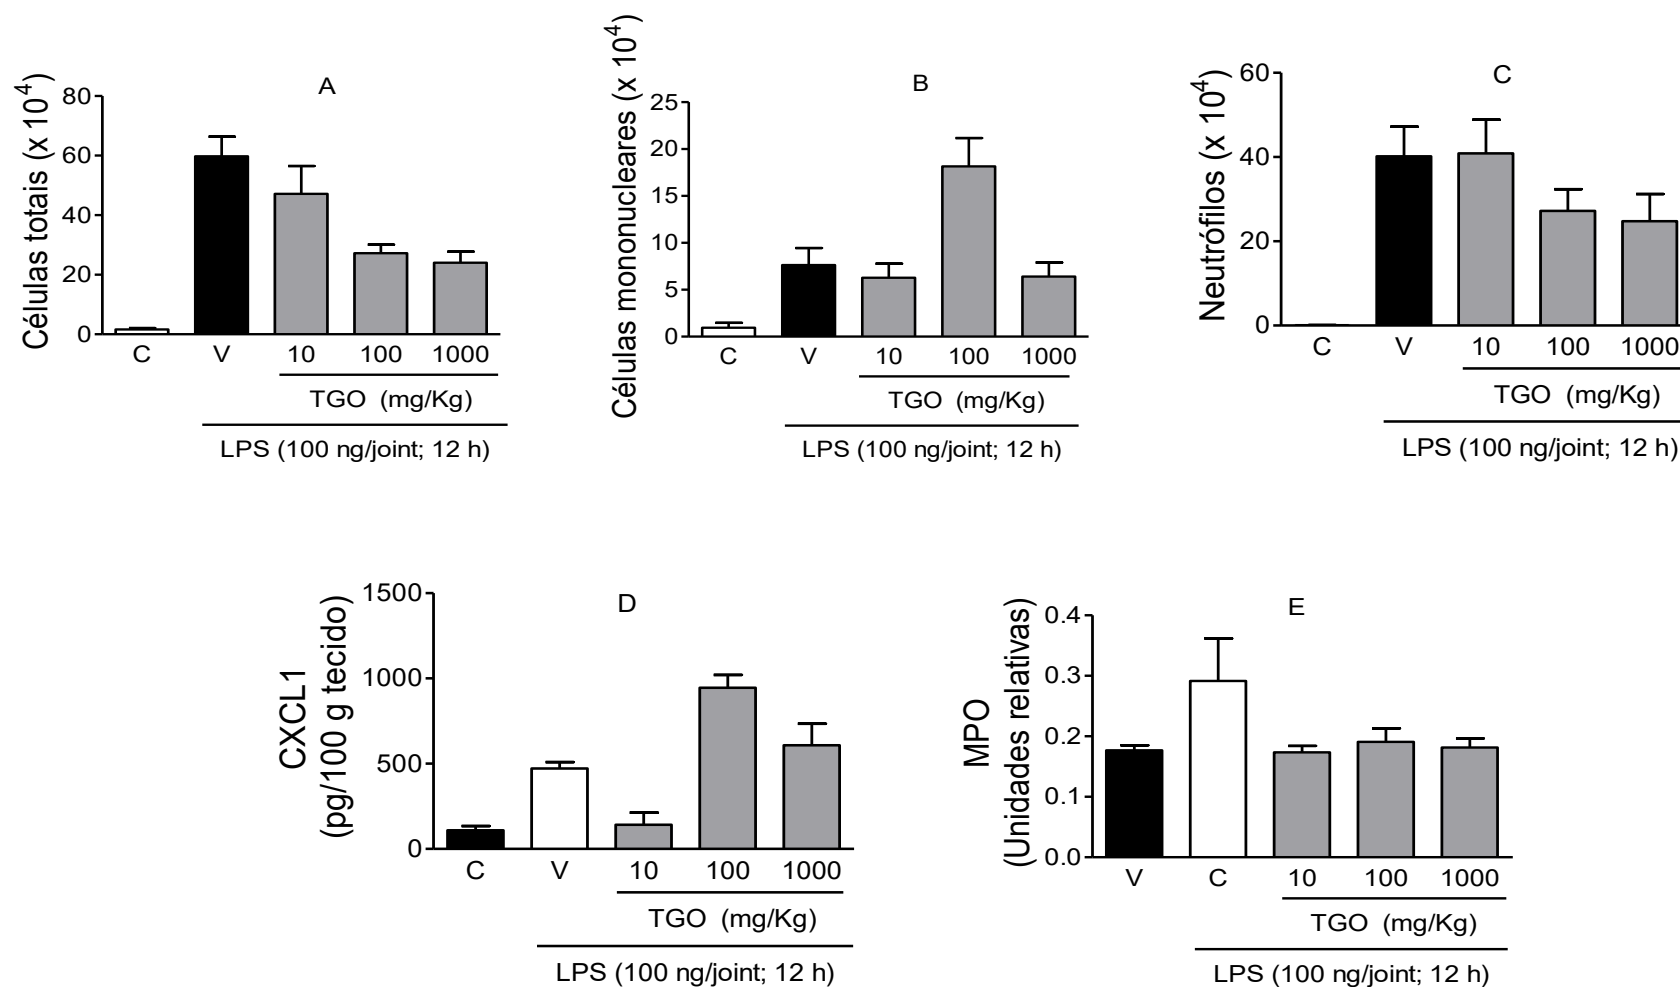 A
Células totais (x 10⁴)
80
60
40
20
0
C V 10 100 1000
TGO (mg/Kg)
LPS (100 ng/joint; 12 h)
B
Células mononucleares (x 10⁴)
25
20
15
10
5
0
C V 10 100 1000
TGO (mg/Kg)
LPS (100 ng/joint; 12 h)
C
Neutrófilos (x 10⁴)
60
40
20
0
C V 10 100 1000
TGO (mg/Kg)
LPS (100 ng/joint; 12 h)
D
CXCL1
(pg/100 g tecido)
1500
1000
500
0
C V 10 100 1000
TGO (mg/Kg)
LPS (100 ng/joint; 12 h)
E
MPO
(Unidades relativas)
0.4
0.3
0.2
0.1
0.0
V C 10 100 1000
TGO (mg/Kg)
LPS (100 ng/joint; 12 h)